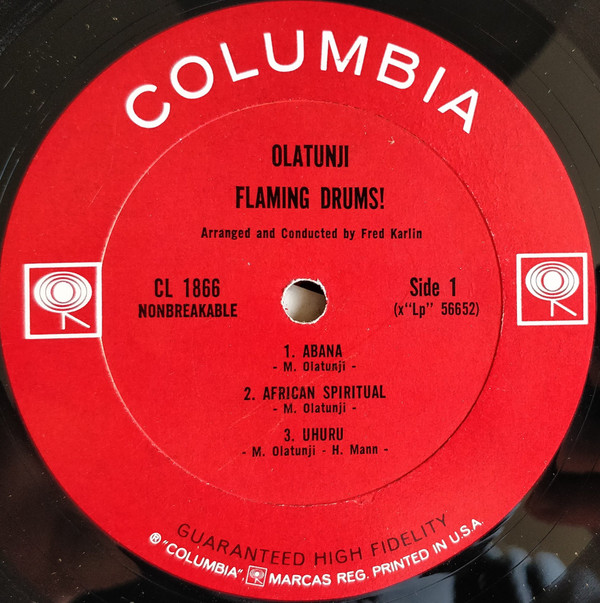 COLUMBIA
OLATUNJI
FLAMING DRUMS!
Arranged and Conducted by Fred Karlin
CL 1866
NONBREAKABLE
Side 1
(x"Lp" 56652)
1. ABANA
- M. Olatunji -
2. AFRICAN SPIRITUAL
- M. Olatunji -
3. UHURU
- M. Olatunji - H. Mann -
GUARANTEED HIGH FIDELITY
® "COLUMBIA", MARCAS REG. PRINTED IN U.S.A.